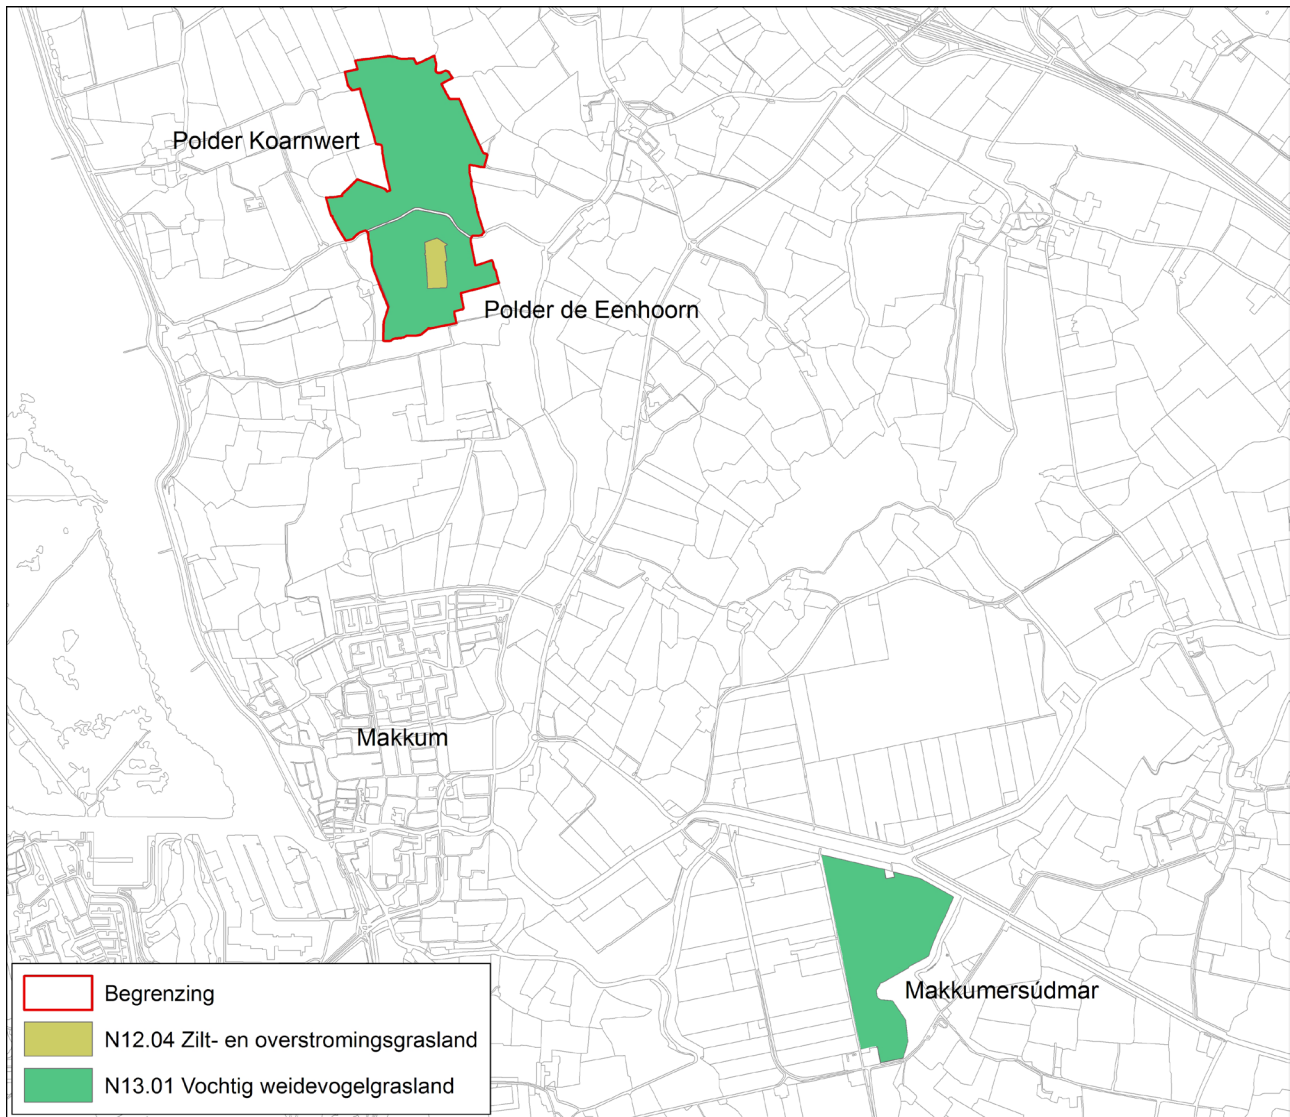 Polder Koarnwert
Polder de Eenhoorn
Makkum
Makkumersúdmar
Begrenzing
N12.04 Zilt- en overstromingsgrasland
N13.01 Vochtig weidevogelgrasland